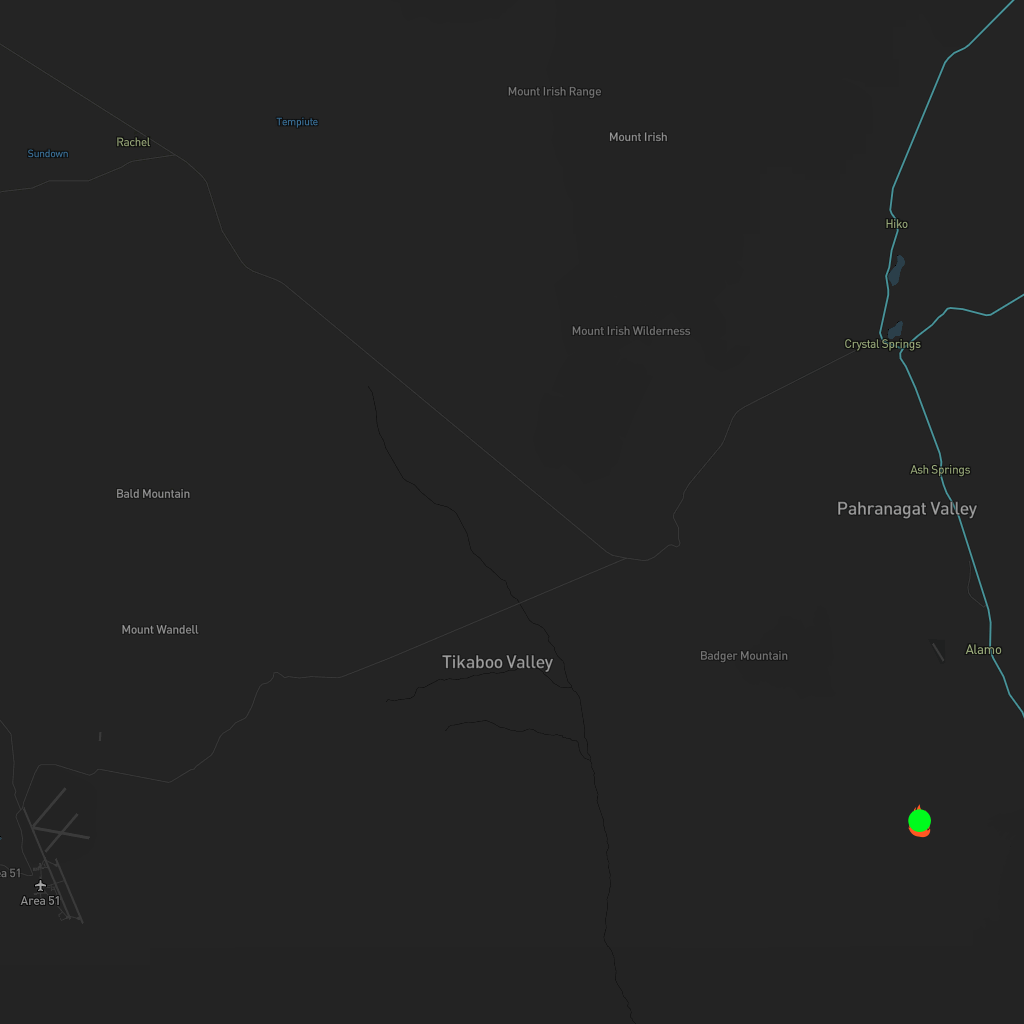 Mount Irish Range
Tempiute
Mount Irish
Rachel
Sundown
Hiko
Mount Irish Wilderness
Crystal Springs
Ash Springs
Bald Mountain
Pahranagat Valley
Mount Wandell
Alamo
Badger Mountain
Tikaboo Valley
a 51
Area 51